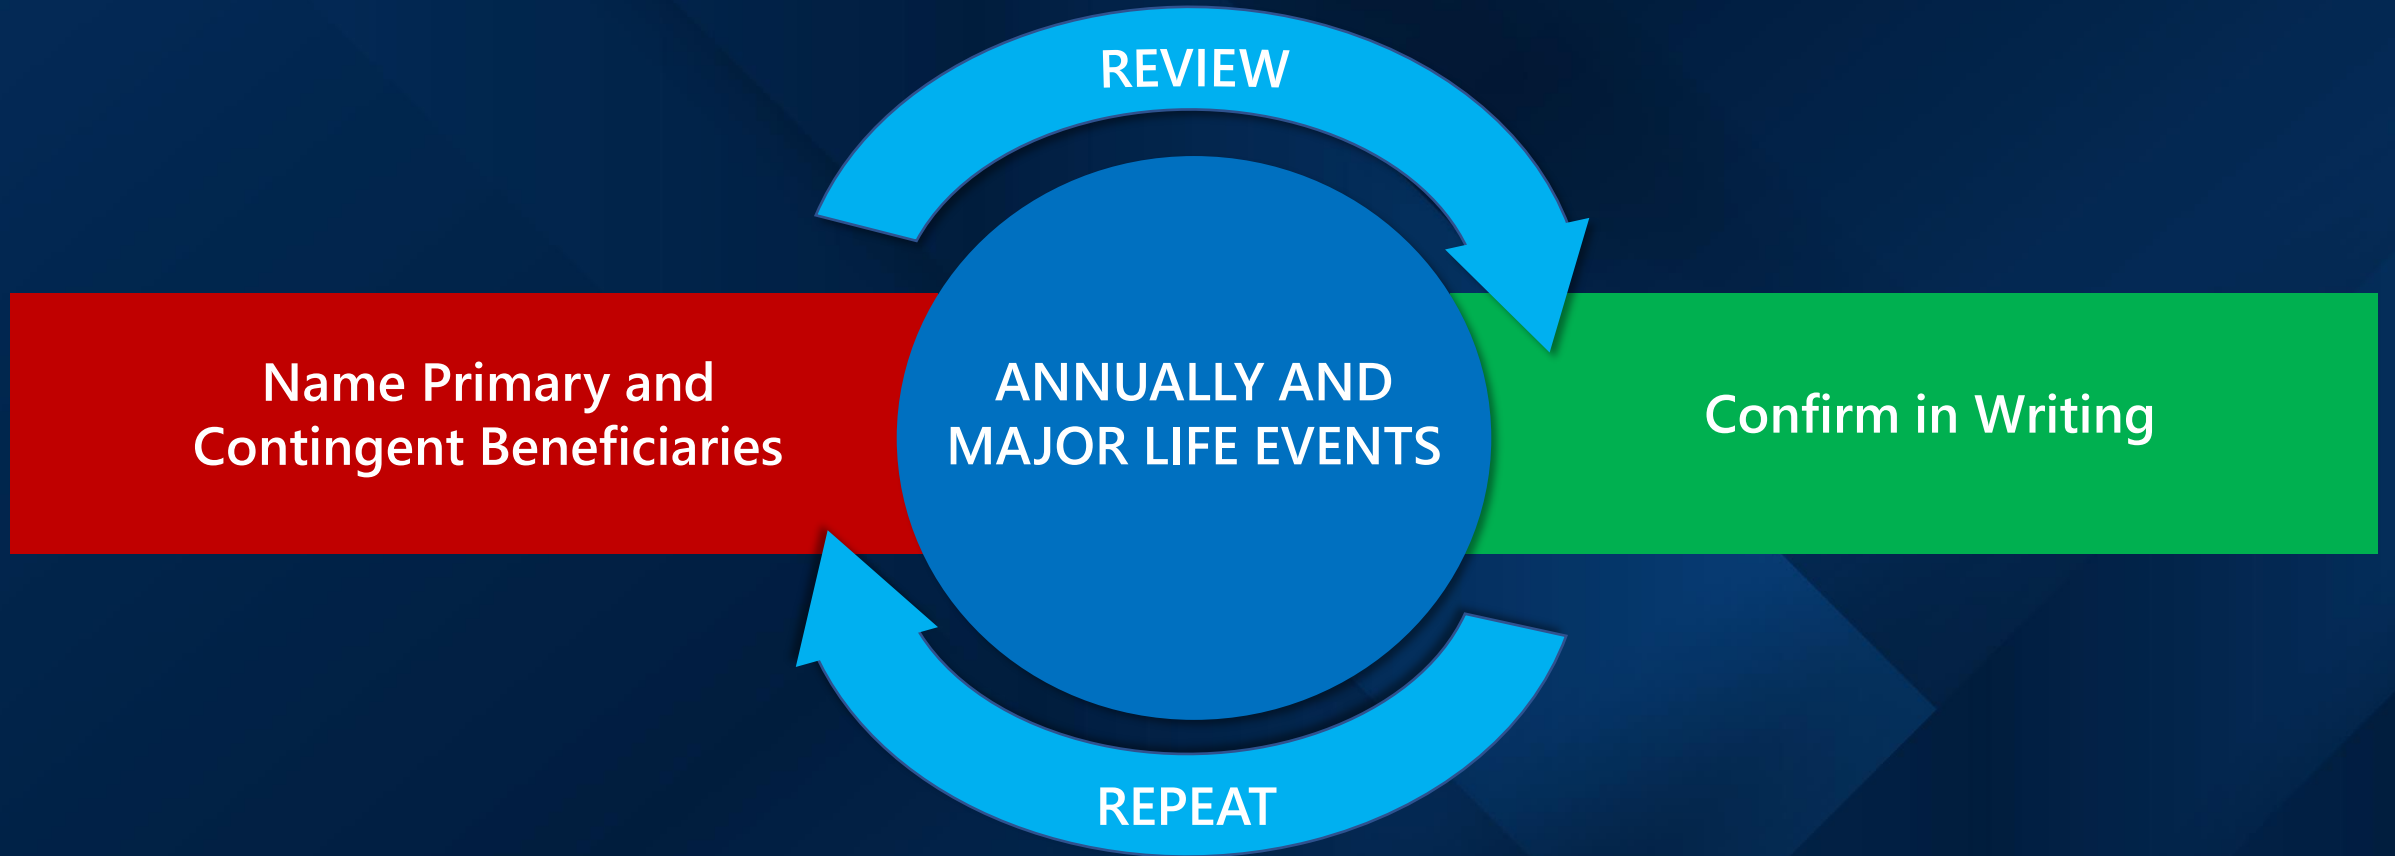 REVIEW
Name Primary and
Contingent Beneficiaries
ANNUALLY AND
MAJOR LIFE EVENTS
Confirm in Writing
REPEAT